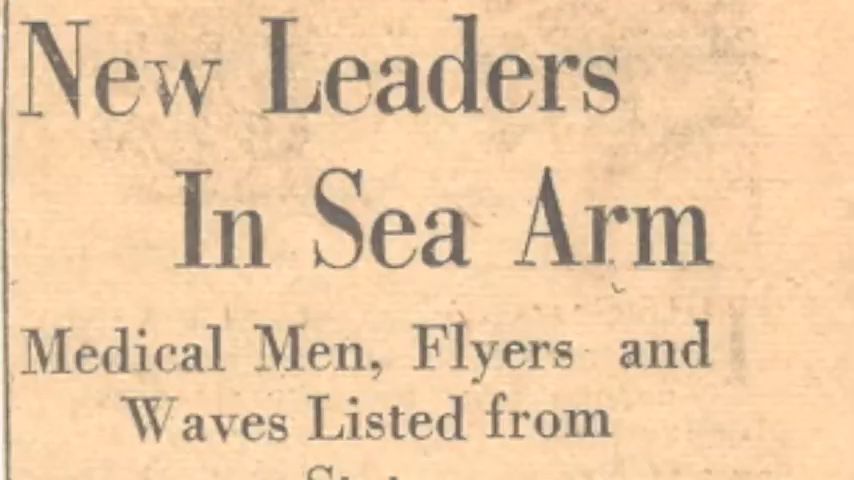 New Leaders
In Sea Arm
Medical Men, Flyers and
Waves Listed from